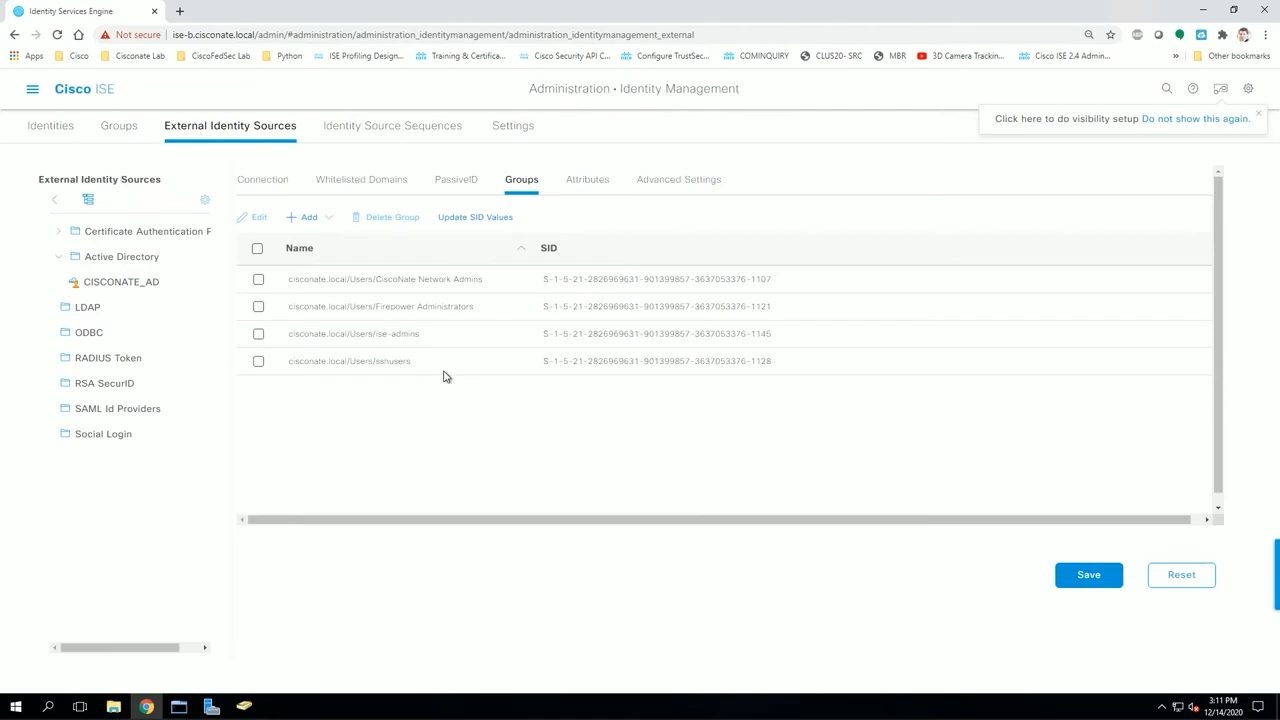 Identity Services Engine
Not secure
ise-b.cisconate.local/admin/#administration/administration_identitymanagement/administration_identitymanagement_external
Apps
Cisco
Cisconate Lab
CiscoFedSec Lab
Python
ISE Profiling Design...
Training & Certifica...
Cisco Security API C...
Configure TrustSec...
COMINQUIRY
CLUS20- SRC
MBR
3D Camera Trackin...
Cisco ISE 2.4 Admin...
»
Other bookmarks
Cisco ISE
Administration · Identity Management
Click here to do visibility setup Do not show this again.
Identities
Groups
External Identity Sources
Identity Source Sequences
Settings
External Identity Sources
Certificate Authentication F
Active Directory
CISCONATE_AD
LDAP
ODBC
RADIUS Token
RSA SecurID
SAML Id Providers
Social Login
Connection
Whitelisted Domains
PassiveID
Groups
Attributes
Advanced Settings
Edit
Add
Delete Group
Update SID Values
Name
SID
cisconate.local/Users/CiscoNate Network Admins
S-1-5-21-2826969631-901399857-3637053376-1107
cisconate.local/Users/Firepower Administrators
S-1-5-21-2826969631-901399857-3637053376-1121
cisconate.local/Users/ise-admins
S-1-5-21-2826969631-901399857-3637053376-1145
cisconate.local/Users/sshusers
S-1-5-21-2826969631-901399857-3637053376-1128
Save
Reset
3:11 PM
12/14/2020